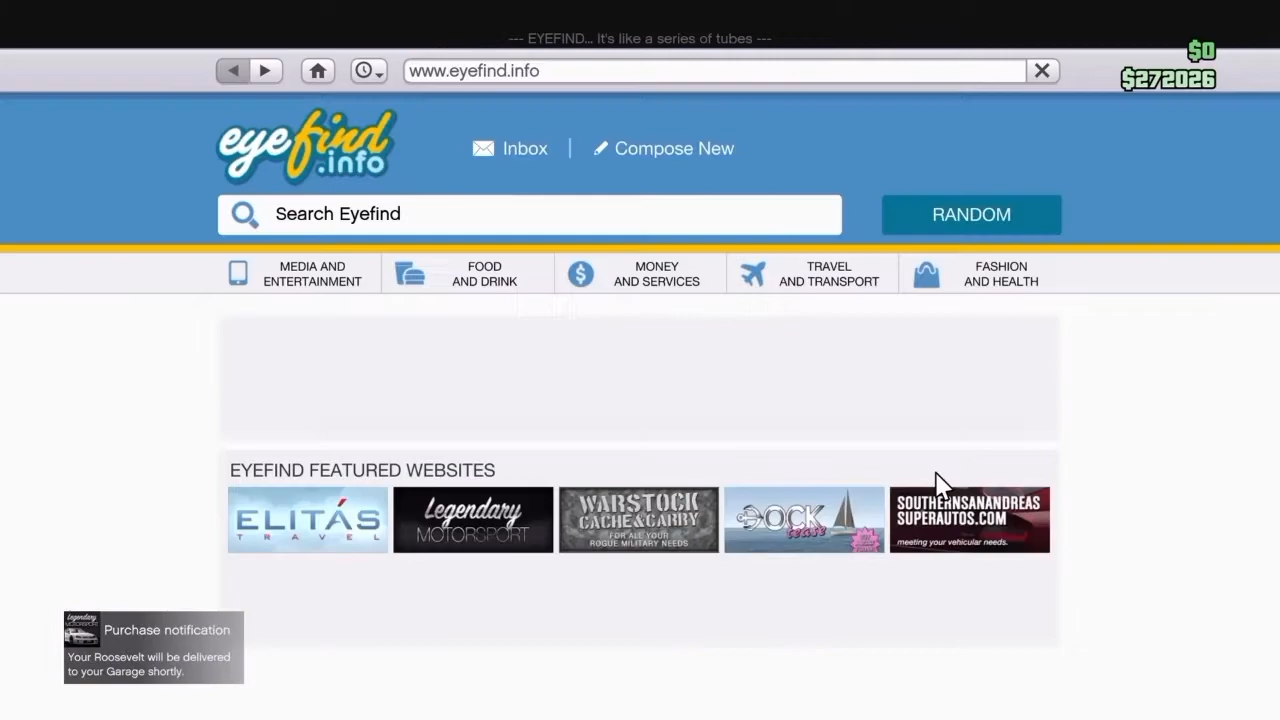 --- EYEFIND... It's like a series of tubes ---
$0
www.eyefind.info
$272026
eyefind
.info
Inbox
Compose New
Search Eyefind
RANDOM
MEDIA AND
ENTERTAINMENT
FOOD
AND DRINK
MONEY
AND SERVICES
TRAVEL
AND TRANSPORT
FASHION
AND HEALTH
EYEFIND FEATURED WEBSITES
ELITÁS
TRAVEL
Legendary
MOTORSPORT
WARSTOCK
CACHE&CARRY
FOR ALL YOUR
ROGUE MILITARY NEEDS
DOCK
tease
SOUTHERNSANANDREAS
SUPERAUTOS.COM
meeting your vehicular needs.
Legendary
MOTORSPORT
Purchase notification
Your Roosevelt will be delivered
to your Garage shortly.